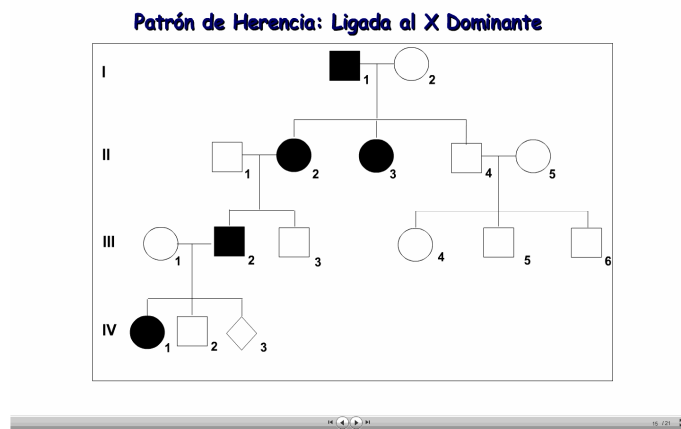 Patrón de Herencia: Ligada al X Dominante
I
1 2
II
1 2 3 4 5
III
1 2 3 4 5 6
IV
1 2 3
15 /21